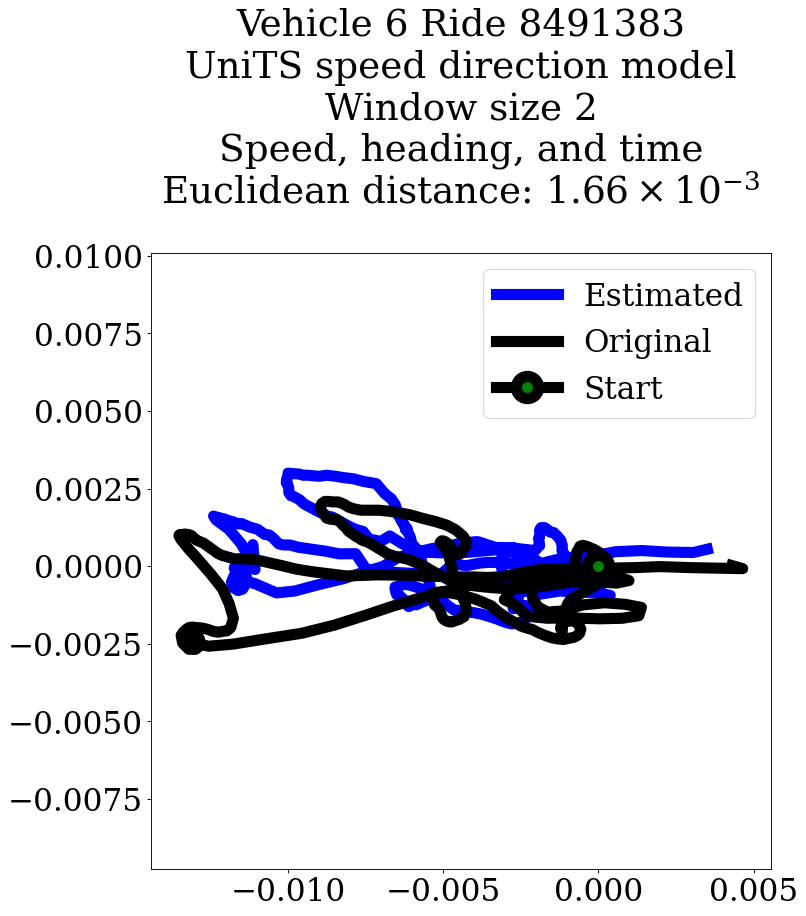 Vehicle 6 Ride 8491383
UniTS speed direction model
Window size 2
Speed, heading, and time
Euclidean distance: 1.66 × 10⁻³
0.0100
0.0075
0.0050
0.0025
0.0000
−0.0025
−0.0050
−0.0075
Estimated
Original
Start
−0.010 −0.005 0.000 0.005